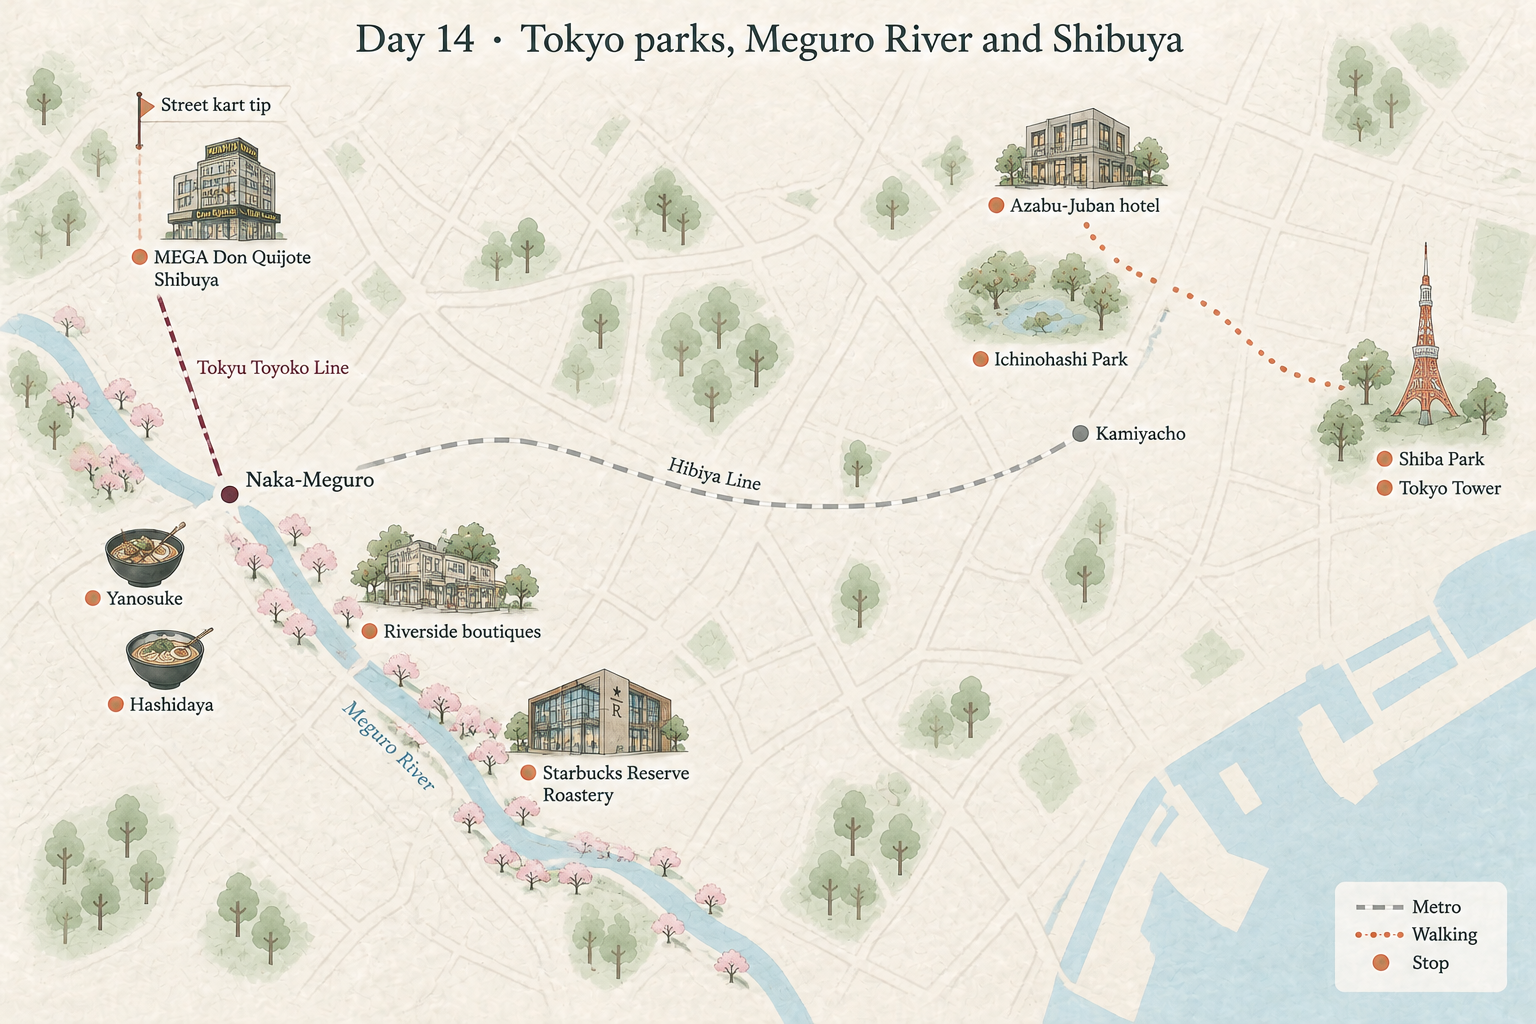 Day 14 · Tokyo parks, Meguro River and Shibuya
Street kart tip
MEGA Don Quijote
Shibuya
Tokyu Toyoko Line
Naka-Meguro
Hibiya Line
Kamiyacho
Azabu-Juban hotel
Ichinohashi Park
Shiba Park
Tokyo Tower
Yanosuke
Hashidaya
Riverside boutiques
Meguro River
R
Starbucks Reserve
Roastery
Metro
Walking
Stop